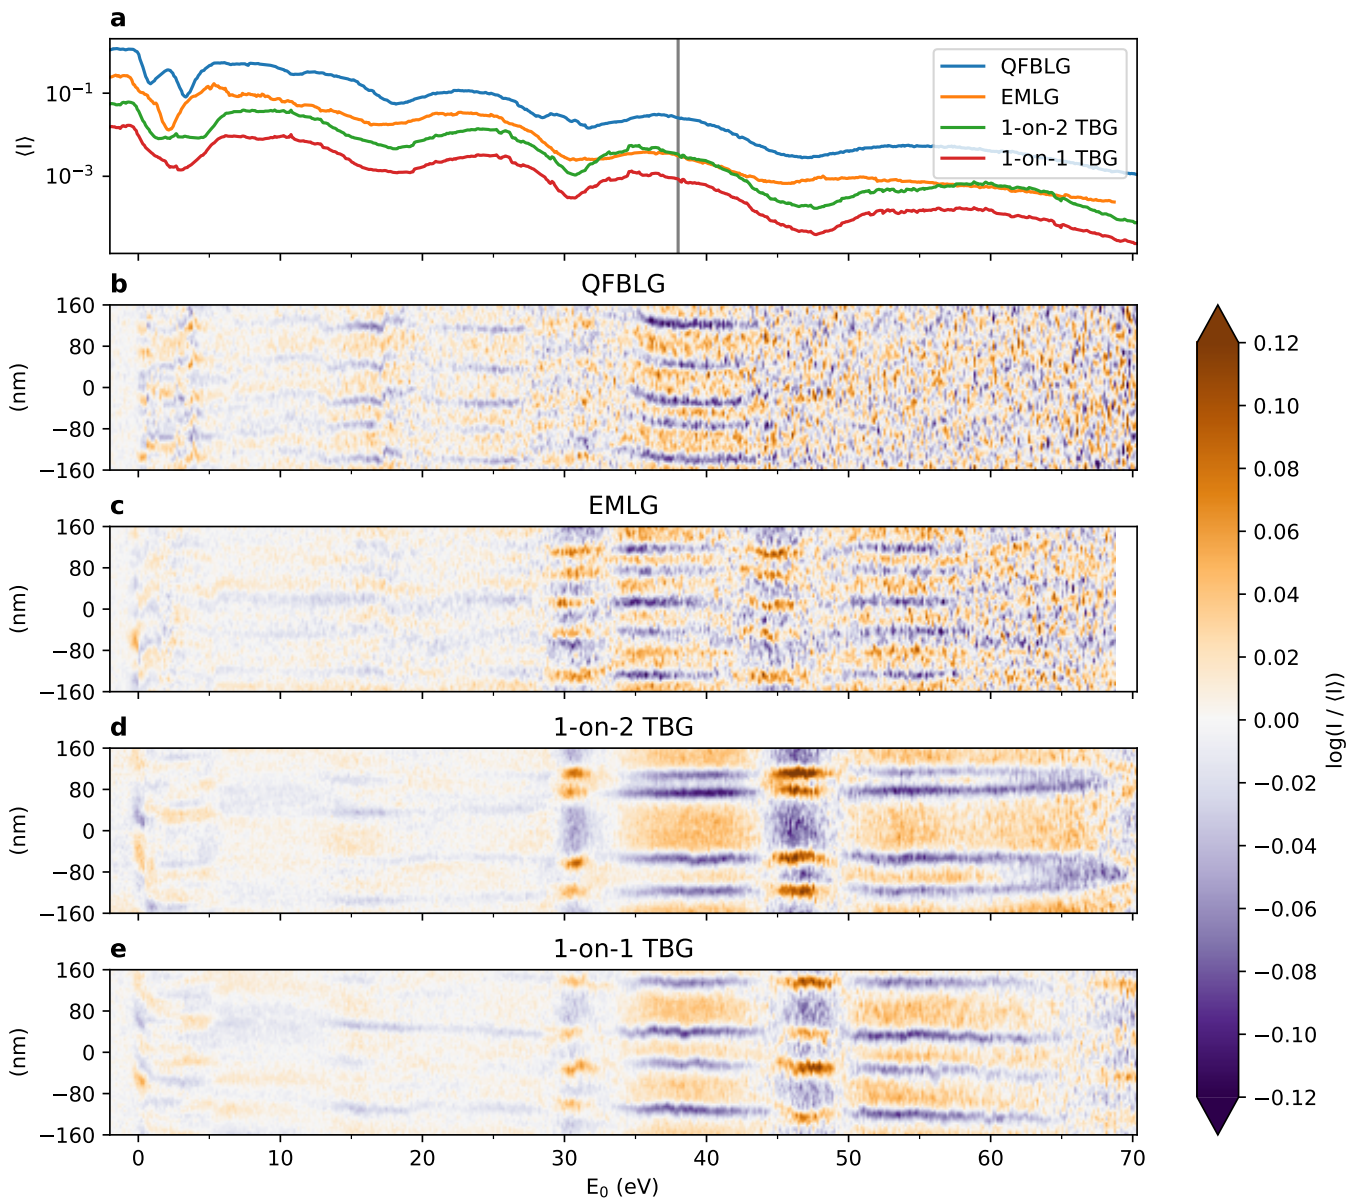 a
10⁻¹
10⁻³
⟨I⟩
QFBLG
EMLG
1-on-2 TBG
1-on-1 TBG
b QFBLG
160
80
0
−80
−160
(nm)
c EMLG
160
80
0
−80
−160
(nm)
d 1-on-2 TBG
160
80
0
−80
−160
(nm)
e 1-on-1 TBG
160
80
0
−80
−160
(nm)
0 10 20 30 40 50 60 70
E₀ (eV)
0.12
0.10
0.08
0.06
0.04
0.02
0.00
−0.02
−0.04
−0.06
−0.08
−0.10
−0.12
log(I / ⟨I⟩)